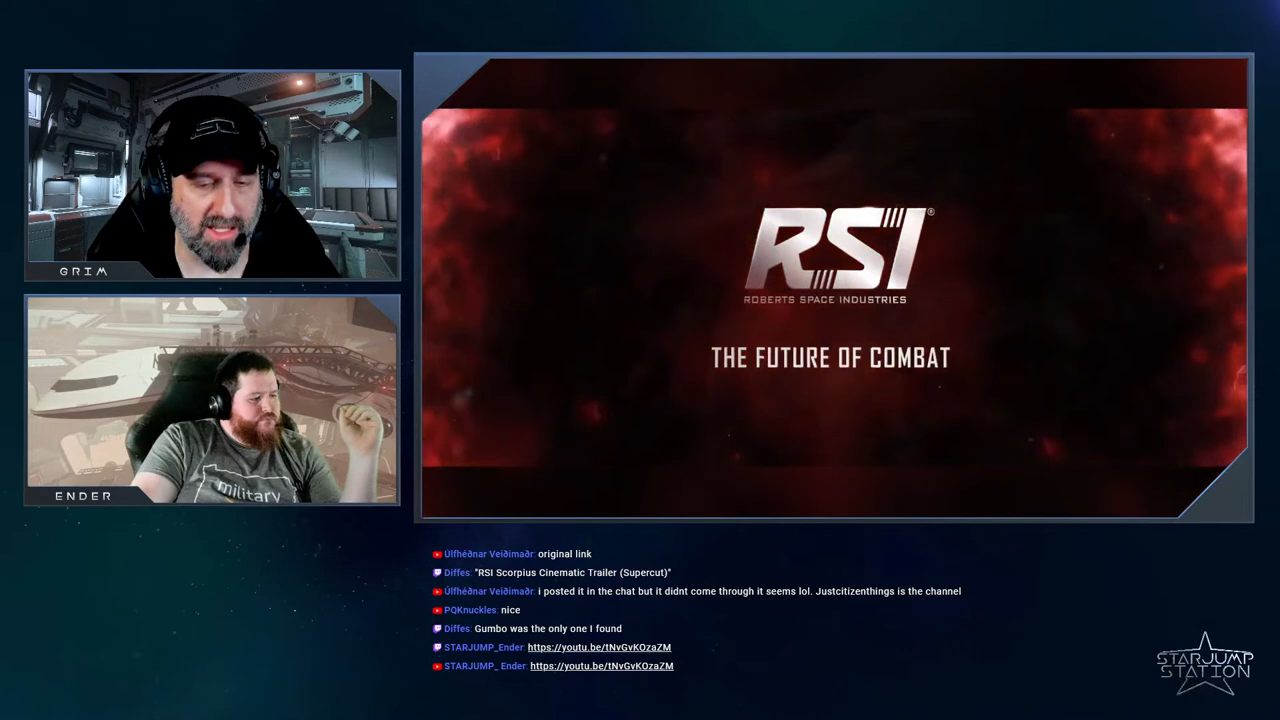 GRIM
ENDER
military
RSI®
ROBERTS SPACE INDUSTRIES
THE FUTURE OF COMBAT
Úlfhéðnar Veiðimaðr: original link
Diffes: "RSI Scorpius Cinematic Trailer (Supercut)"
Úlfhéðnar Veiðimaðr: i posted it in the chat but it didnt come through it seems lol. Justcitizenthings is the channel
PQKnuckles: nice
Diffes: Gumbo was the only one I found
STARJUMP_Ender: https://youtu.be/tNvGvKOzaZM
STARJUMP_ Ender: https://youtu.be/tNvGvKOzaZM
STARJUMP
STATION